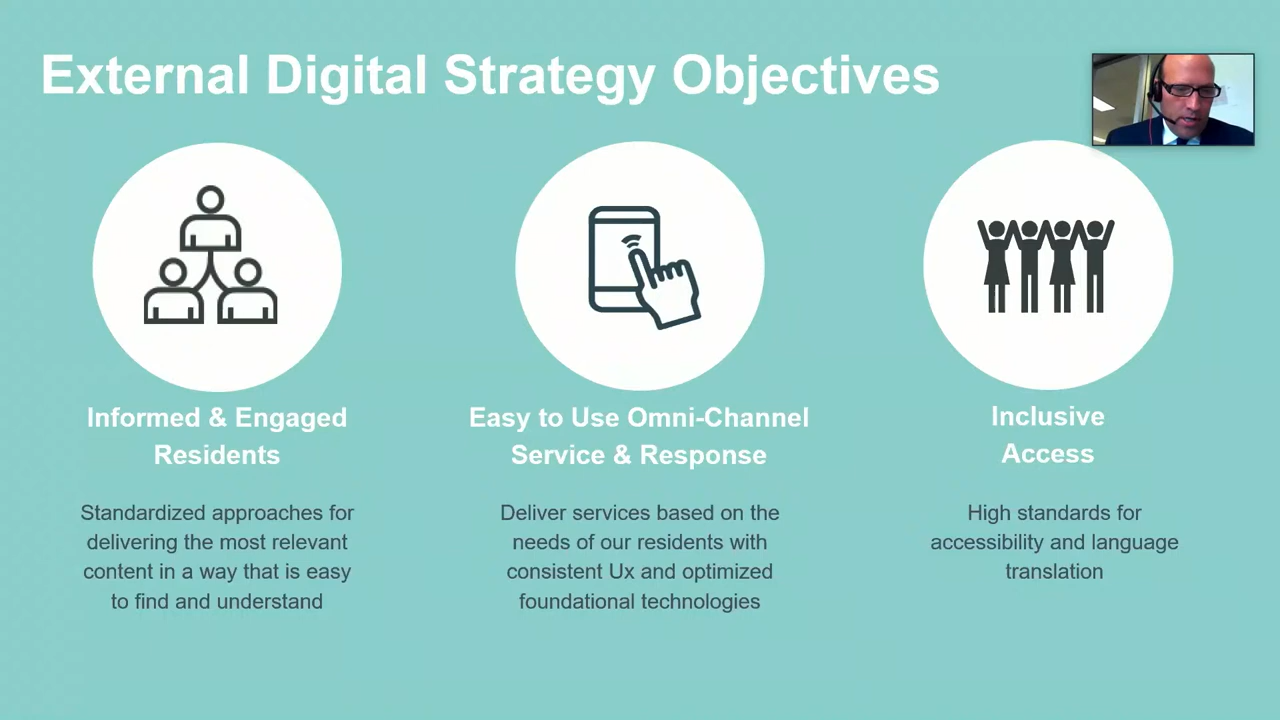 External Digital Strategy Objectives
Informed & Engaged
Residents
Standardized approaches for
delivering the most relevant
content in a way that is easy
to find and understand
Easy to Use Omni-Channel
Service & Response
Deliver services based on the
needs of our residents with
consistent Ux and optimized
foundational technologies
Inclusive
Access
High standards for
accessibility and language
translation